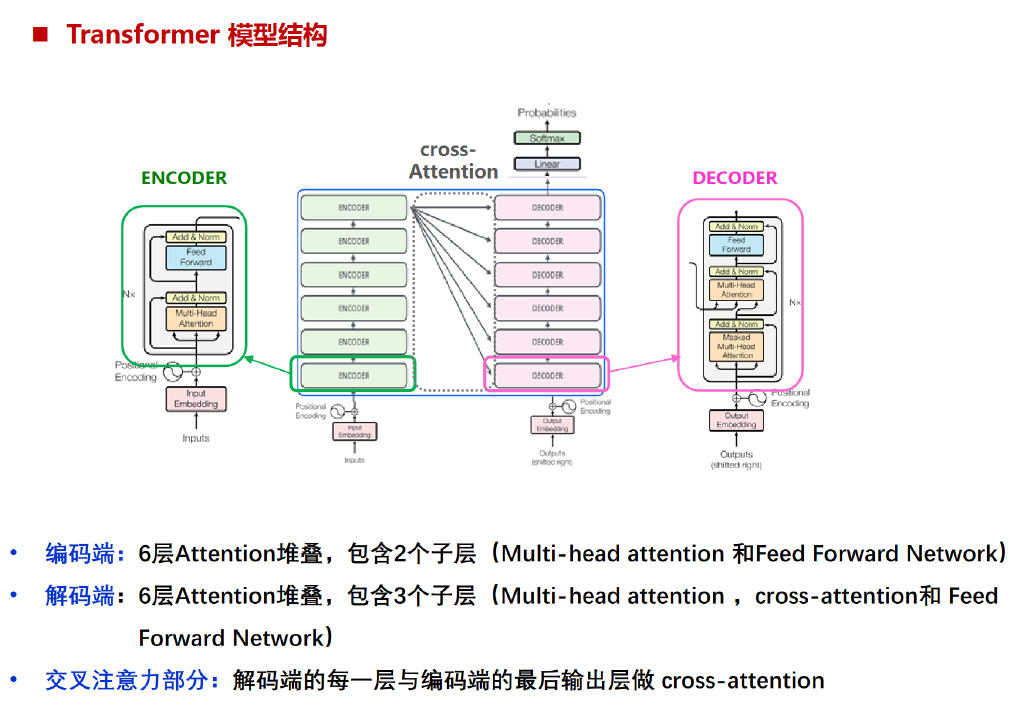 ■ Transformer 模型结构
Probabilities
Softmax
Linear
cross-
Attention
ENCODER
DECODER
Add & Norm
Feed
Forward
Add & Norm
Multi-Head
Attention
Nx
Positional
Encoding
Input
Embedding
Inputs
ENCODER
ENCODER
ENCODER
ENCODER
ENCODER
ENCODER
Positional
Encoding
Input
Embedding
Inputs
DECODER
DECODER
DECODER
DECODER
DECODER
DECODER
Positional
Encoding
Output
Embedding
Outputs
(shifted right)
Add & Norm
Feed
Forward
Add & Norm
Multi-Head
Attention
Nx
Add & Norm
Masked
Multi-Head
Attention
Positional
Encoding
Output
Embedding
Outputs
(shifted right)
• 编码端：6层Attention堆叠，包含2个子层（Multi-head attention 和Feed Forward Network）
• 解码端：6层Attention堆叠，包含3个子层（Multi-head attention ，cross-attention和 Feed
Forward Network）
• 交叉注意力部分：解码端的每一层与编码端的最后输出层做 cross-attention